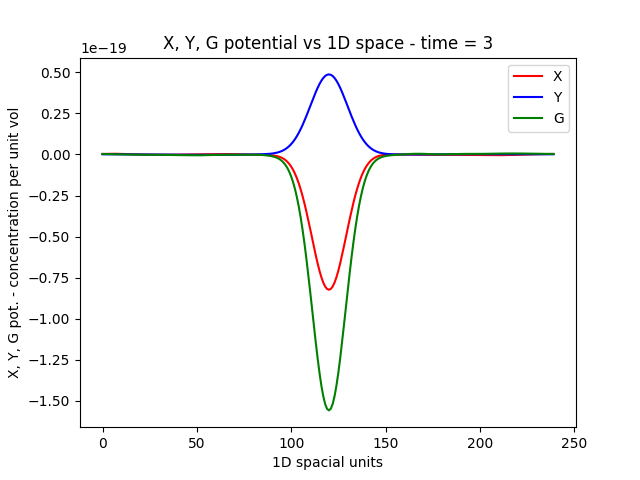 X, Y, G potential vs 1D space - time = 3
1e−19
X
Y
G
0.50
0.25
0.00
−0.25
−0.50
−0.75
−1.00
−1.25
−1.50
X, Y, G pot. - concentration per unit vol
0 50 100 150 200 250
1D spacial units